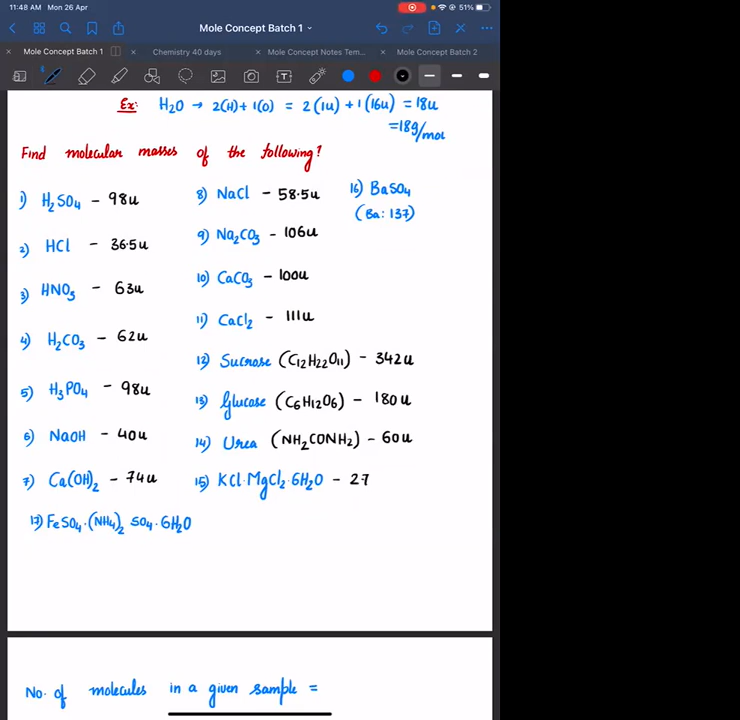 11:48 AM Mon 26 Apr
51%
Mole Concept Batch 1
Mole Concept Batch 1
Chemistry 40 days
Mole Concept Notes Tem...
Mole Concept Batch 2
Ex: H₂O → 2(H) + 1(O) = 2(1u) + 1(16u) = 18u
= 18g/mol
Find molecular masses of the following?
1) H₂SO₄ - 98u
2) HCl - 36.5u
3) HNO₃ - 63u
4) H₂CO₃ - 62u
5) H₃PO₄ - 98u
6) NaOH - 40u
7) Ca(OH)₂ - 74u
8) NaCl - 58.5u
9) Na₂CO₃ - 106u
10) CaCO₃ - 100u
11) CaCl₂ - 111u
12) Sucrose (C₁₂H₂₂O₁₁) - 342u
13) Glucose (C₆H₁₂O₆) - 180u
14) Urea (NH₂CONH₂) - 60u
15) KCl·MgCl₂·6H₂O - 27
16) BaSO₄
(Ba: 137)
17) FeSO₄·(NH₄)₂ SO₄·6H₂O
No. of molecules in a given sample =